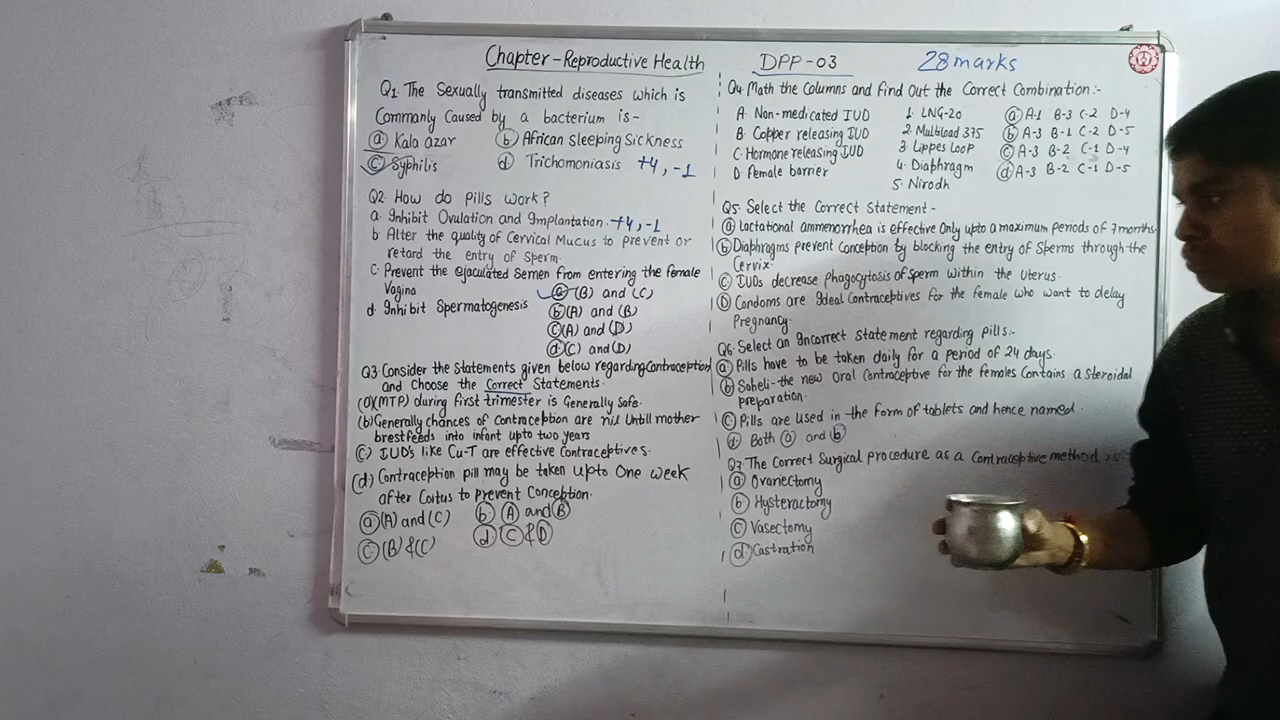 Chapter-Reproductive Health DPP-03 28 marks
Q1 The Sexually transmitted diseases which is
Commanly Caused by a bacterium is-
(a) Kala azar (b) African sleeping Sickness
(c) Syphilis (d) Trichomoniasis +4, -1
Q2. How do Pills work?
a. Inhibit Ovulation and Implantation. +4, -1
b. Alter the quality of Cervical Mucus to prevent or
retard the entry of Sperm.
C. Prevent the ejaculated Semen from entering the female
Vagina
(a) (B) and (C)
d. Inhibit Spermatogenesis
(b) (A) and (B)
(c) (A) and (D)
(d) (C) and (D)
Q3. Consider the Statements given below regarding Contraception
and Choose the Correct Statements.
(a) (MTP) during first trimester is Generally Safe.
(b) Generally chances of Contraception are nil Untill mother
brestfeeds into infant upto two years
(C) IUD's like Cu-T are effective Contraceptives.
(d) Contraception pill may be taken Upto One week
after Coitus to prevent Conception.
(a) (A) and (C) (b) (A) and (B)
(c) (B) & (C) (d) (C) & (D)
Q4. Math the Columns and find Out the Correct Combination:-
A. Non-medicated IUD 1. LNG-20 (a) A-1 B-3 C-2 D-4
B. Copper releasing IUD 2. Multload 375 (b) A-3 B-1 C-2 D-5
C. Hormone releasing IUD 3. Lippes Loop (c) A-3 B-2 C-1 D-4
D. Female barrier 4. Diaphragm (d) A-3 B-2 C-1 D-5
5. Nirodh
Q5. Select the Correct Statement-
(a) Lactational ammenorrhea is effective Only upto a maximum periods of 7 months.
(b) Diaphragms prevent Conception by blocking the entry of Sperms through the
Cervix.
(C) IUDs decrease Phagocytosis of Sperm within the Uterus.
(D) Condoms are Ideal Contraceptives for the female who want to delay
Pregnancy.
Q6. Select an Incorrect Statement regarding pills:-
(a) Pills have to be taken daily for a period of 24 days.
(b) Saheli-the new Oral Contraceptive for the females Contains a steroidal
preparation.
(C) Pills are used in the form of tablets and hence named.
(d) Both (a) and (b)
Q7. The Correct Surgical procedure as a Contraceptive method is:-
(a) Ovariectomy
(b) Hysteractomy
(c) Vasectomy
(d) Castration